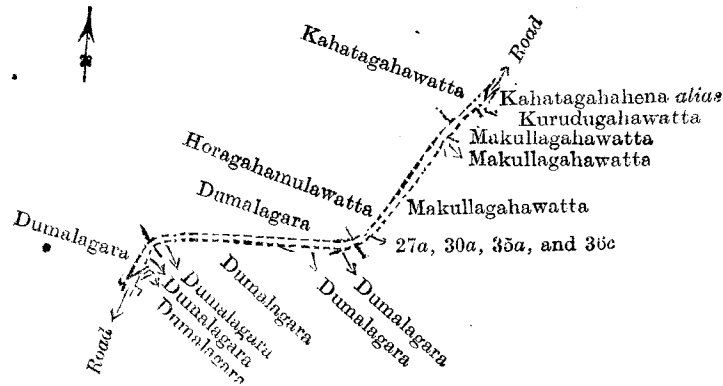 Road
Kahatagahawatta
Kahatagahahena alias
Kurudugahawatta
Makullagahawatta
Makullagahawatta
Horagahamulawatta
Dumalagara
Makullagahawatta
Dumalagara
27a, 30a, 35a, and 36c
Dumalagara
Dumalagara
Dumalagara
Dumalagara
Dumalagara
Dumalagara
Road